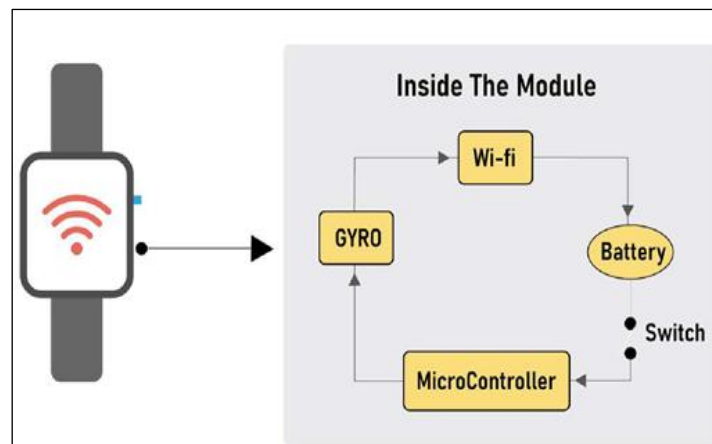 Inside The Module
Wi-fi
GYRO
Battery
Switch
MicroController